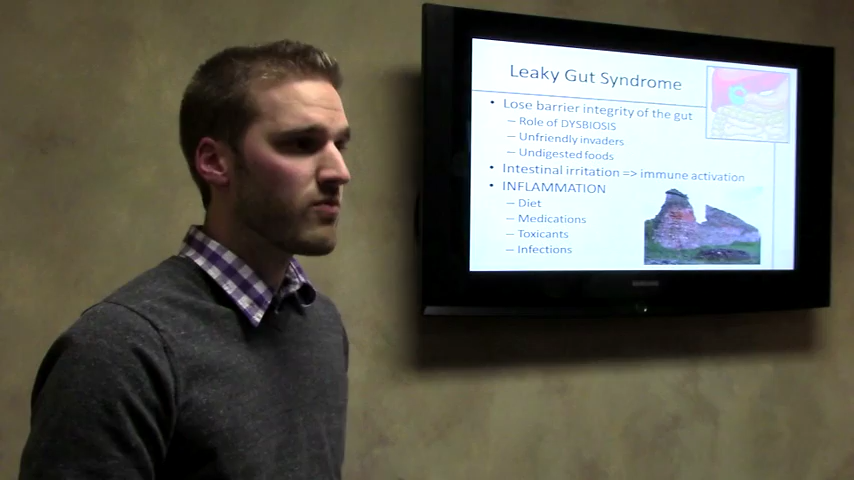 Leaky Gut Syndrome
• Lose barrier integrity of the gut
– Role of DYSBIOSIS
– Unfriendly invaders
– Undigested foods
• Intestinal irritation => immune activation
• INFLAMMATION
– Diet
– Medications
– Toxicants
– Infections
SAMSUNG